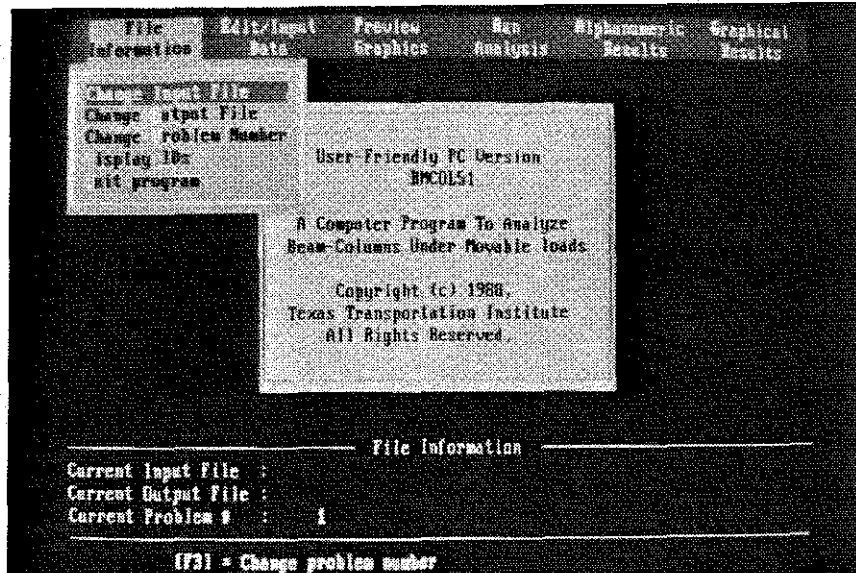 File Edit/Input Preview Run Alphanumeric Graphical
Information Data Graphics Analysis Results Results
Change Input File
Change utput File
Change roblem Number
isplay IDs
uit program
User-Friendly PC Version
BMCOL51
A Computer Program To Analyze
Beam-Columns Under Movable loads
Copyright (c) 1988,
Texas Transportation Institute
All Rights Reserved.
File Information
Current Input File :
Current Output File :
Current Problem # : 1
[F3] = Change problem number